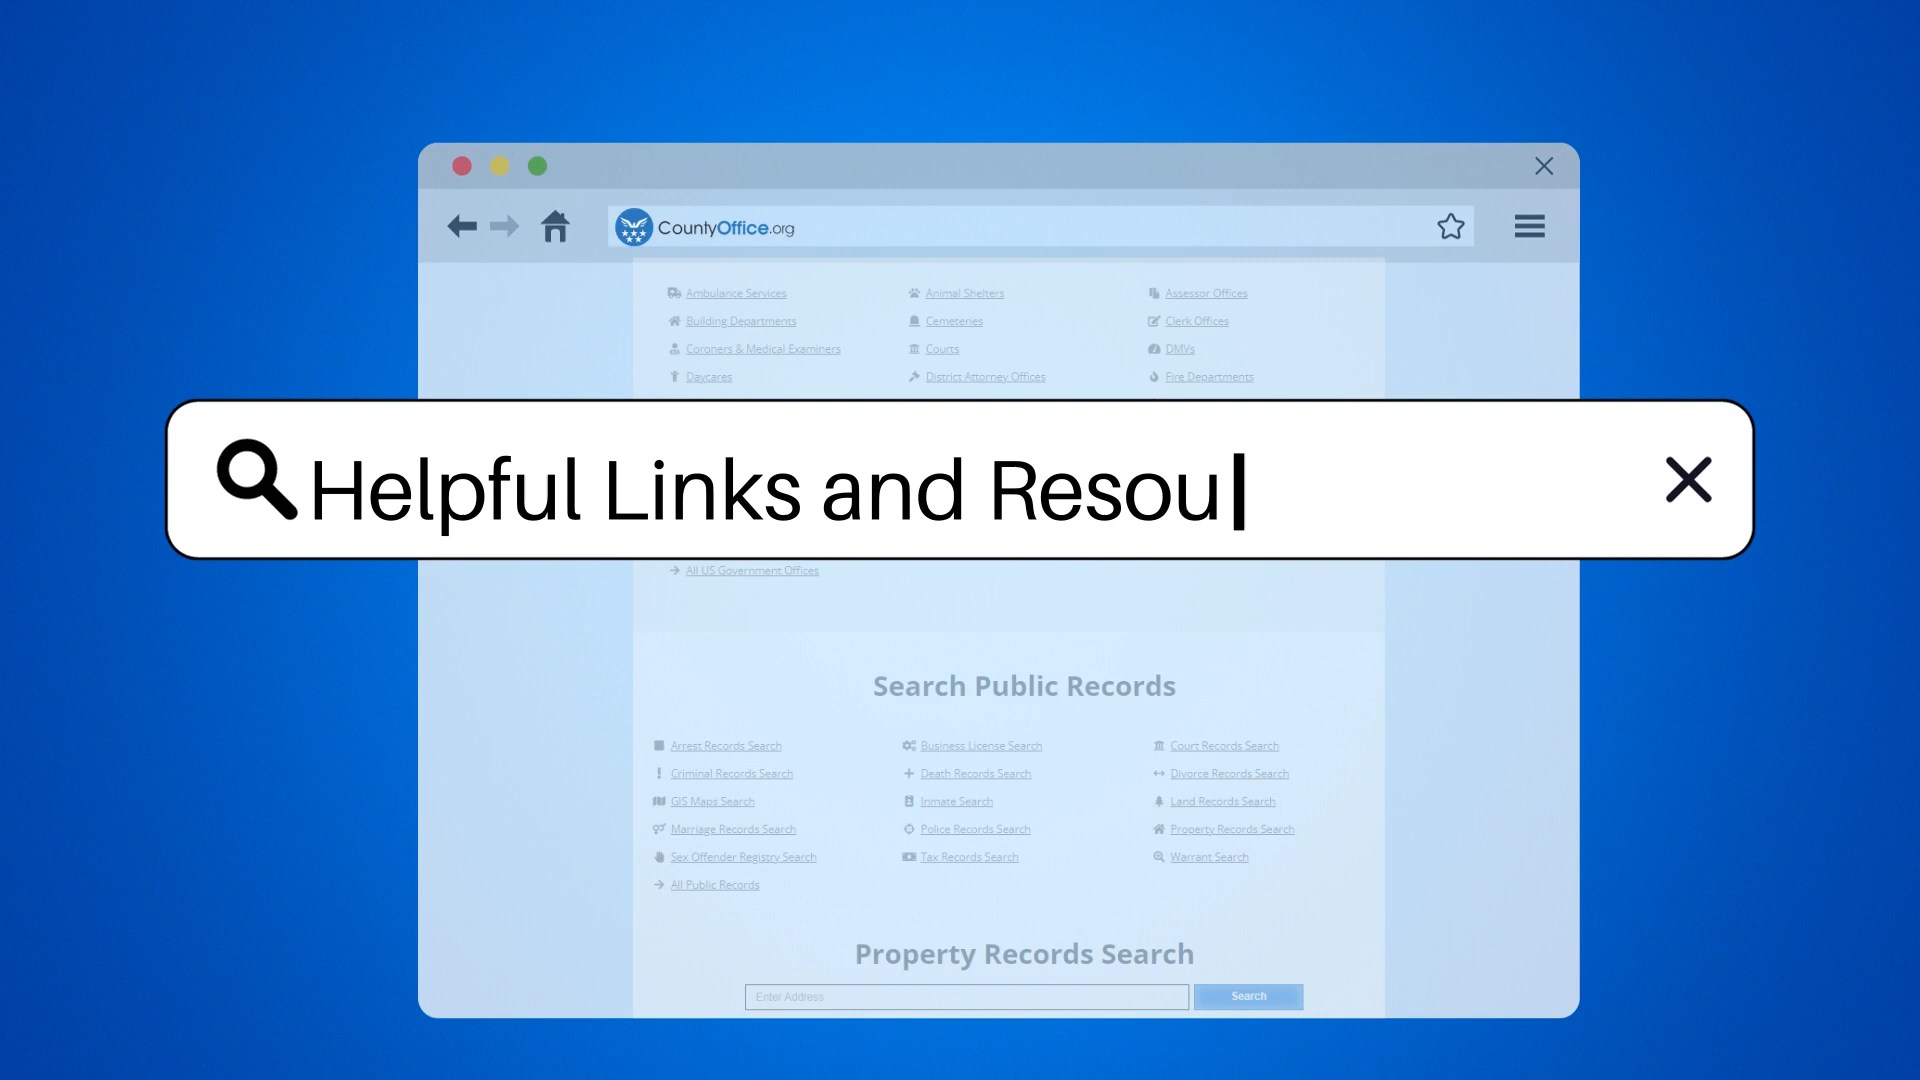 CountyOffice.org
Ambulance Services Animal Shelters Assessor Offices
Building Departments Cemeteries Clerk Offices
Coroners & Medical Examiners Courts DMVs
Daycares District Attorney Offices Fire Departments
Helpful Links and Resou
All US Government Offices
Search Public Records
Arrest Records Search Business License Search Court Records Search
Criminal Records Search Death Records Search Divorce Records Search
GIS Maps Search Inmate Search Land Records Search
Marriage Records Search Police Records Search Property Records Search
Sex Offender Registry Search Tax Records Search Warrant Search
All Public Records
Property Records Search
Enter Address Search